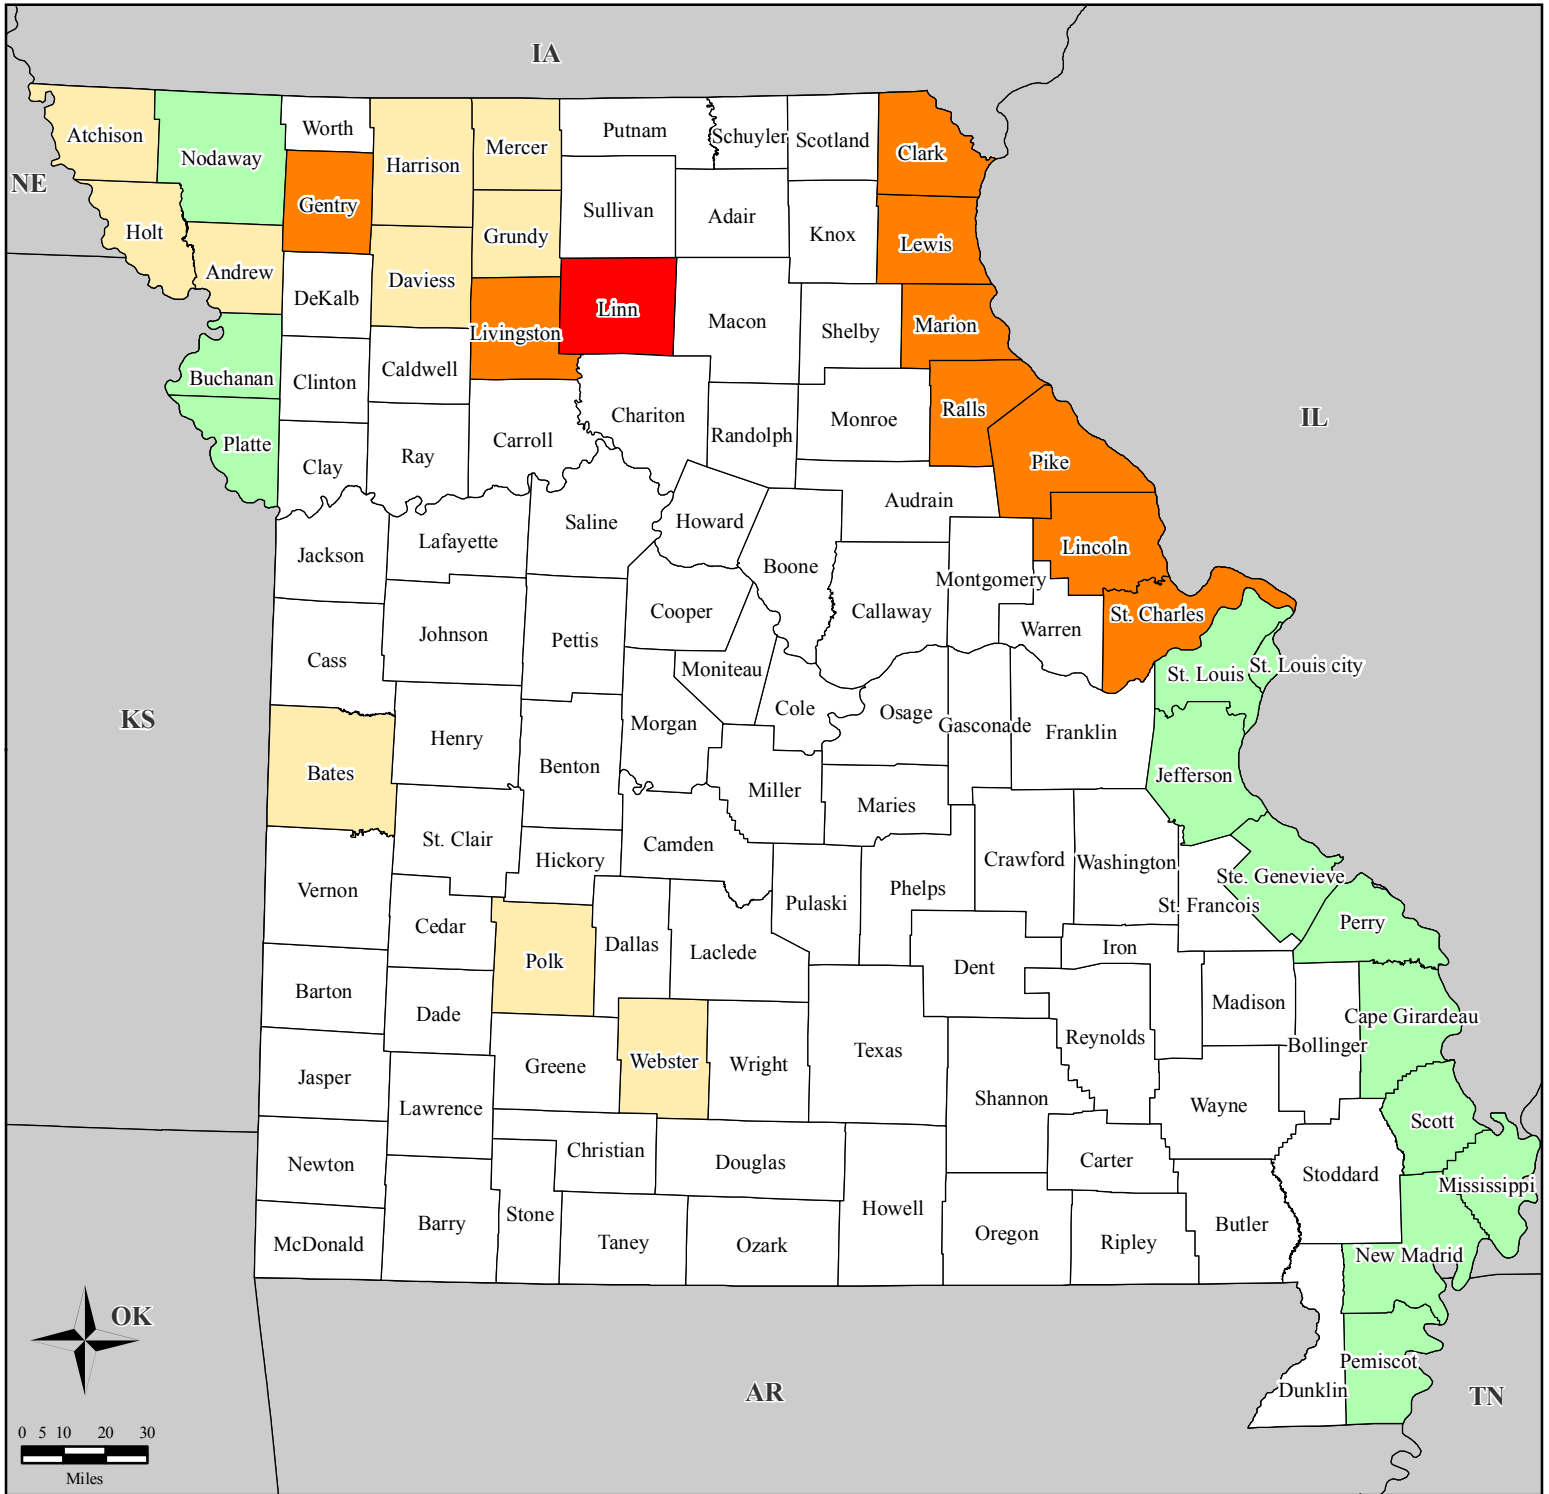 IA
Atchison
Nodaway
Worth
Harrison
Mercer
Putnam
Schuyler
Scotland
Clark
NE
Gentry
Sullivan
Adair
Knox
Lewis
Holt
Andrew
Grundy
Daviess
DeKalb
Livingston
Linn
Macon
Shelby
Marion
Buchanan
Clinton
Caldwell
Chariton
Randolph
Monroe
Ralls
IL
Platte
Clay
Ray
Carroll
Pike
Audrain
Jackson
Lafayette
Saline
Howard
Boone
Lincoln
Montgomery
Callaway
Cooper
Warren
St. Charles
Cass
Johnson
Pettis
Moniteau
St. Louis
St. Louis city
KS
Henry
Morgan
Cole
Osage
Gasconade
Franklin
Bates
Benton
Miller
Maries
Jefferson
St. Clair
Hickory
Camden
Crawford
Washington
Vernon
Pulaski
Phelps
Ste. Genevieve
St. Francois
Cedar
Polk
Dallas
Laclede
Iron
Perry
Barton
Dade
Dent
Madison
Cape Girardeau
Bollinger
Reynolds
Jasper
Greene
Webster
Wright
Texas
Lawrence
Shannon
Wayne
Scott
Newton
Christian
Douglas
Carter
Stoddard
Mississippi
McDonald
Barry
Stone
Taney
Ozark
Howell
Oregon
Ripley
Butler
New Madrid
OK
Pemiscot
Dunklin
AR
TN
0 5 10 20 30
Miles